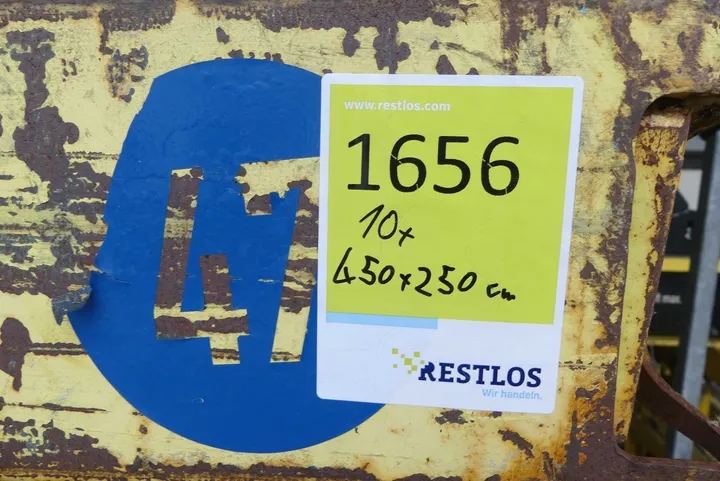 47
www.restlos.com
1656
10x
450x250 cm
RESTLOS
Wir handeln.